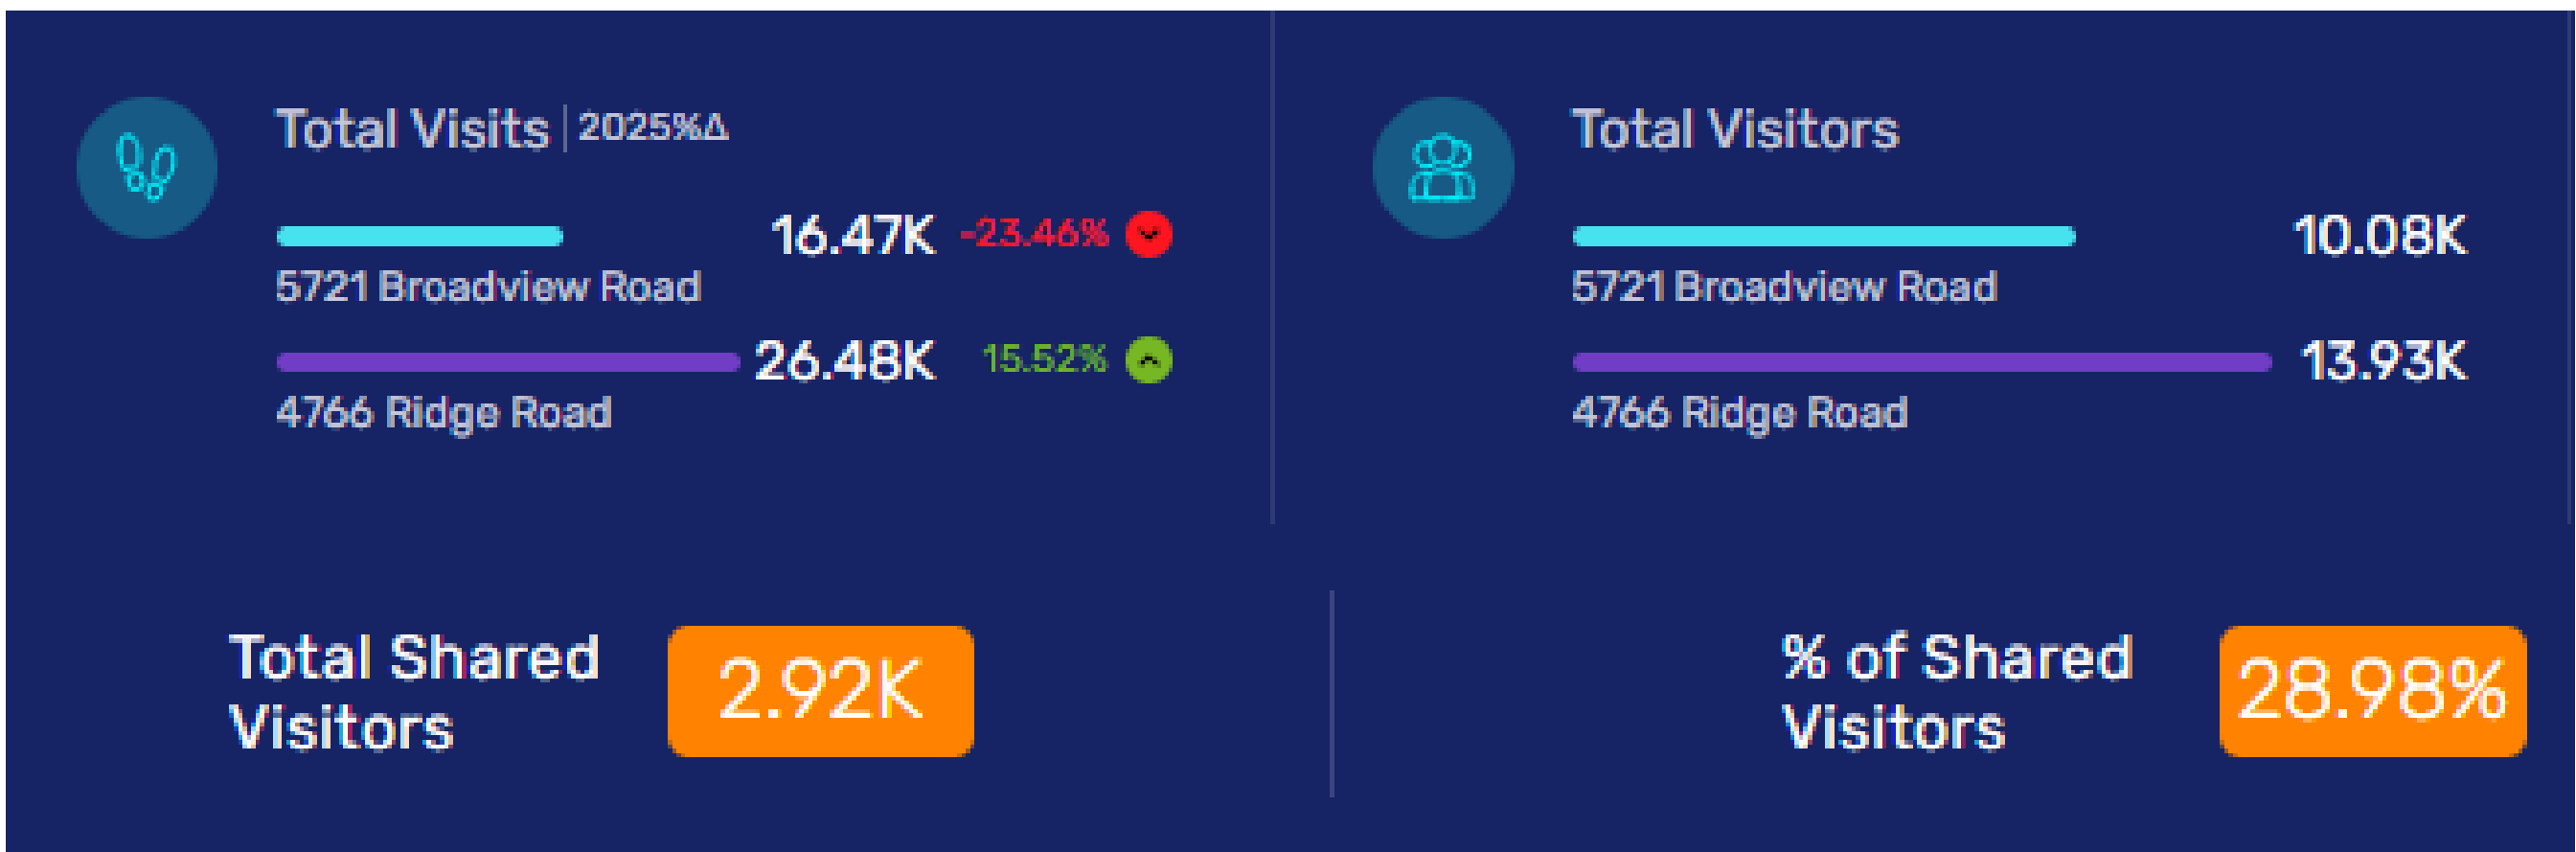 Total Visits | 2025%Δ
16.47K -23.46%
5721 Broadview Road
26.48K 15.52%
4766 Ridge Road
Total Visitors
10.08K
5721 Broadview Road
13.93K
4766 Ridge Road
Total Shared
Visitors
2.92K
% of Shared
Visitors
28.98%